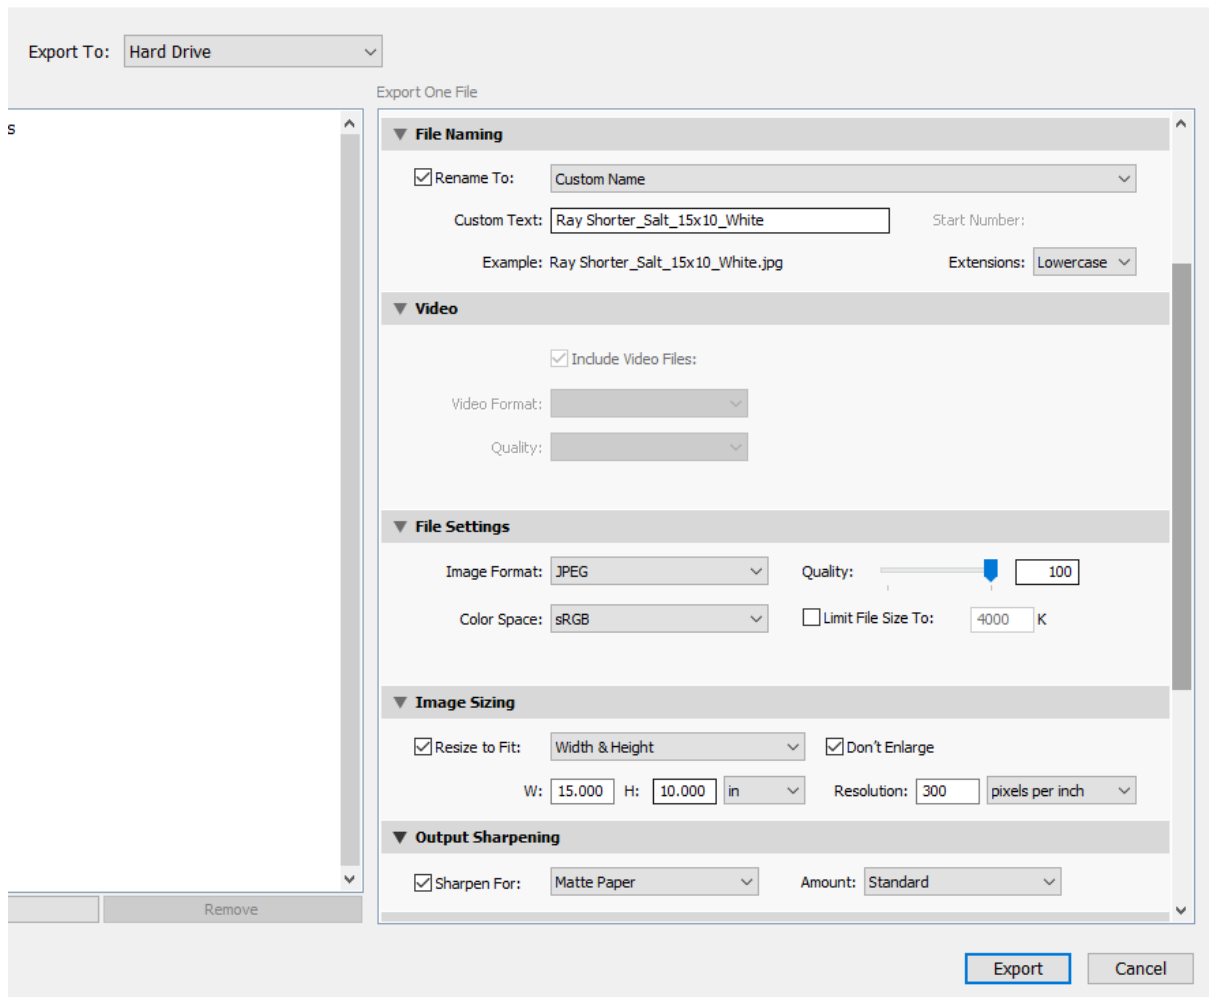 Export To: Hard Drive
Export One File
s
File Naming
Rename To: Custom Name
Custom Text: Ray Shorter_Salt_15x10_White Start Number:
Example: Ray Shorter_Salt_15x10_White.jpg Extensions: Lowercase
Video
Include Video Files:
Video Format:
Quality:
File Settings
Image Format: JPEG Quality: 100
Color Space: sRGB Limit File Size To: 4000 K
Image Sizing
Resize to Fit: Width & Height Don't Enlarge
W: 15.000 H: 10.000 in Resolution: 300 pixels per inch
Output Sharpening
Sharpen For: Matte Paper Amount: Standard
Remove
Export Cancel